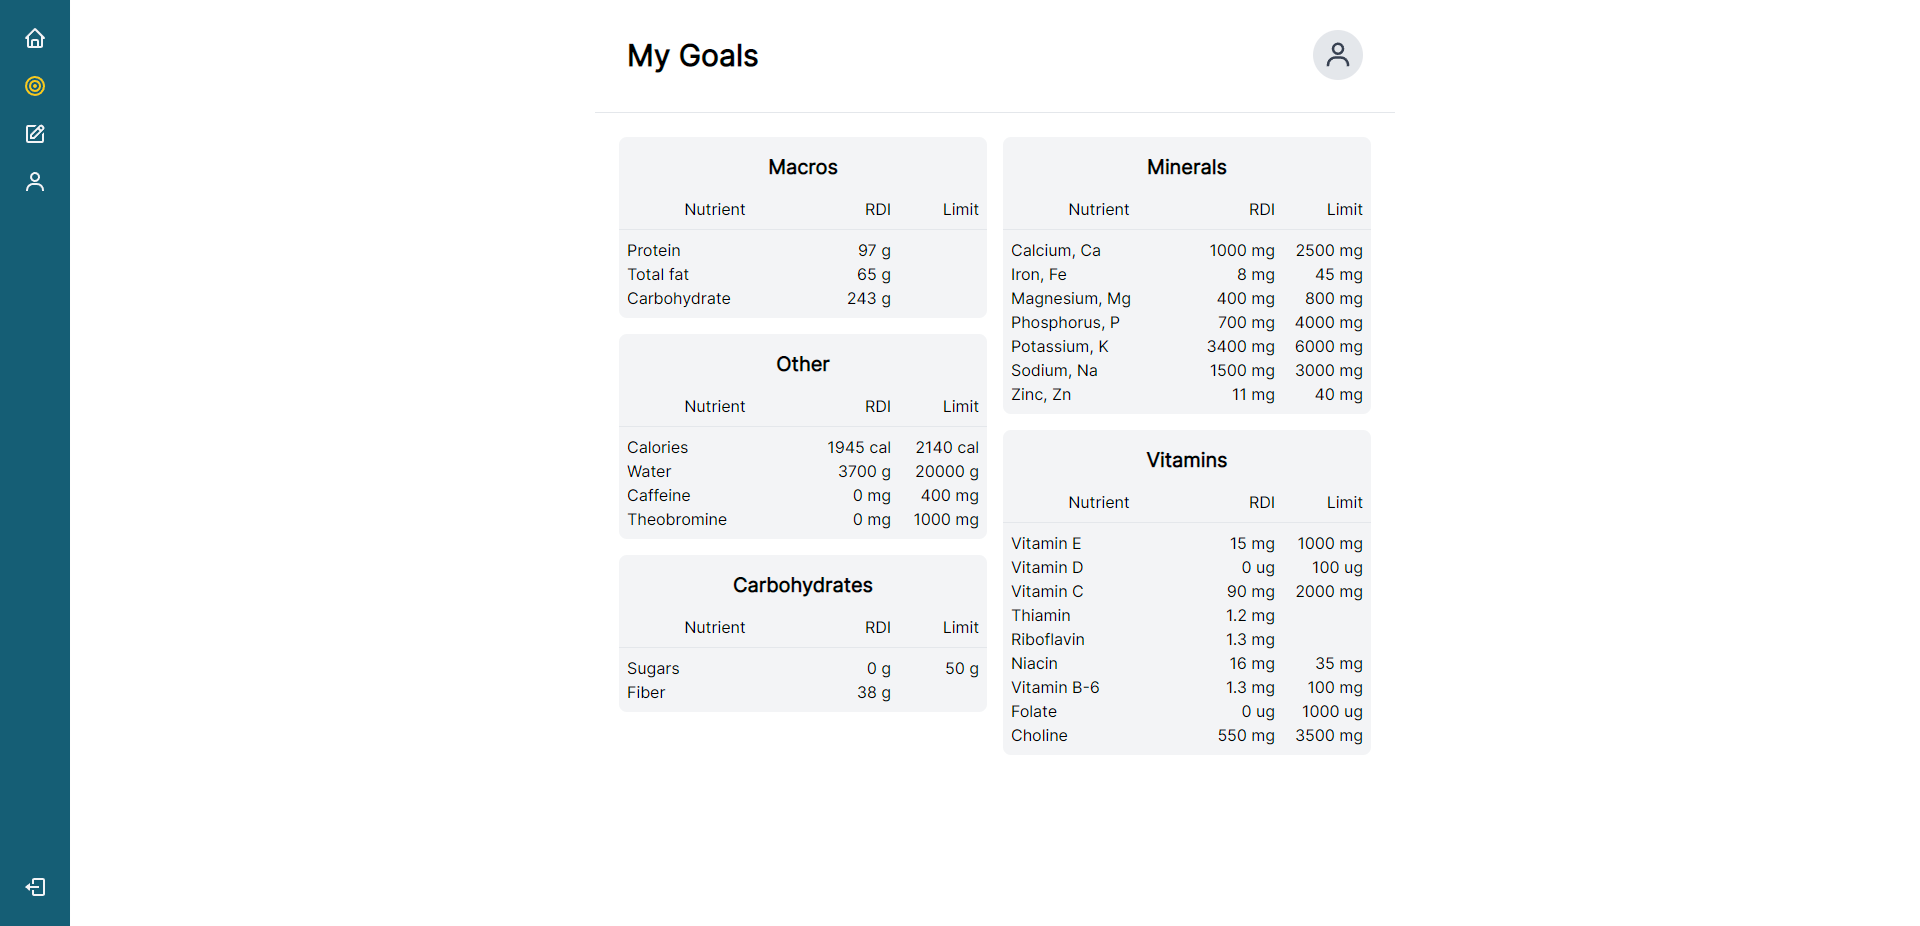 My Goals
Macros
Nutrient RDI Limit
Protein 97 g
Total fat 65 g
Carbohydrate 243 g
Other
Nutrient RDI Limit
Calories 1945 cal 2140 cal
Water 3700 g 20000 g
Caffeine 0 mg 400 mg
Theobromine 0 mg 1000 mg
Carbohydrates
Nutrient RDI Limit
Sugars 0 g 50 g
Fiber 38 g
Minerals
Nutrient RDI Limit
Calcium, Ca 1000 mg 2500 mg
Iron, Fe 8 mg 45 mg
Magnesium, Mg 400 mg 800 mg
Phosphorus, P 700 mg 4000 mg
Potassium, K 3400 mg 6000 mg
Sodium, Na 1500 mg 3000 mg
Zinc, Zn 11 mg 40 mg
Vitamins
Nutrient RDI Limit
Vitamin E 15 mg 1000 mg
Vitamin D 0 ug 100 ug
Vitamin C 90 mg 2000 mg
Thiamin 1.2 mg
Riboflavin 1.3 mg
Niacin 16 mg 35 mg
Vitamin B-6 1.3 mg 100 mg
Folate 0 ug 1000 ug
Choline 550 mg 3500 mg